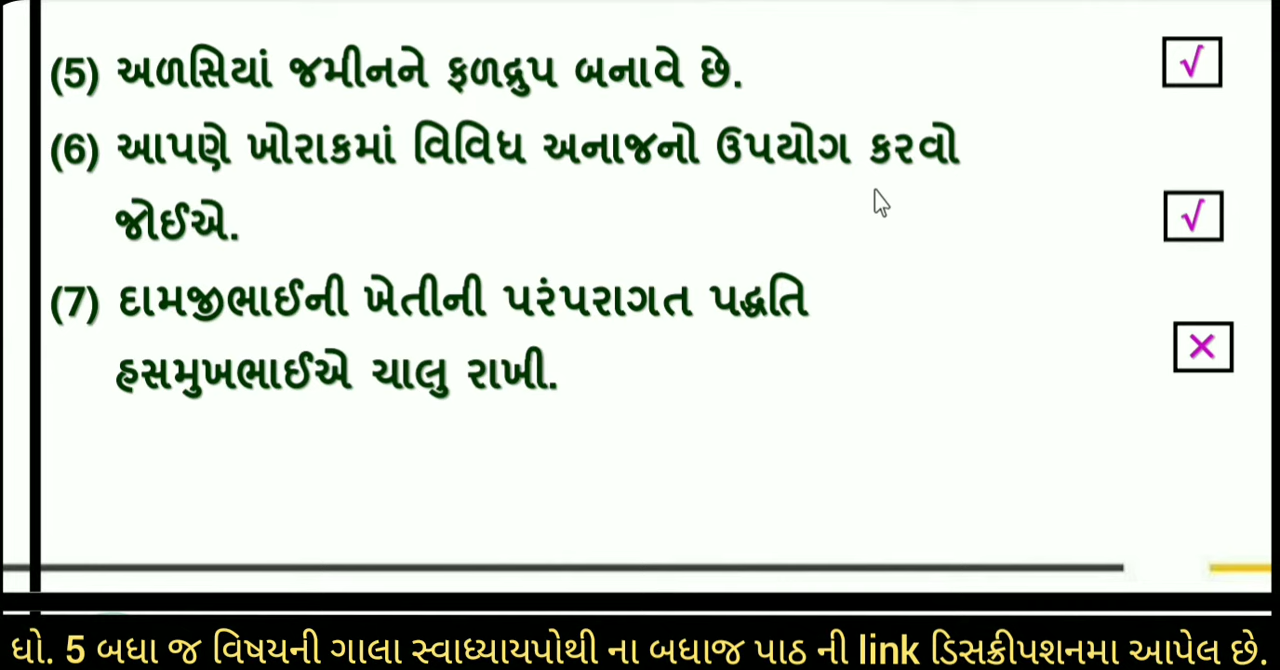 (5) અળસિયાં જમીનને ફળદ્રુપ બનાવે છે. √
(6) આપણે ખોરાકમાં વિવિધ અનાજનો ઉપયોગ કરવો
જોઈએ. √
(7) દામજીભાઈની ખેતીની પરંપરાગત પદ્ધતિ
હસમુખભાઈએ ચાલુ રાખી. ×
ધો. 5 બધા જ વિષયની ગાલા સ્વાધ્યાયપોથી ના બધાજ પાઠ ની link ડિસક્રીપશનમા આપેલ છે.